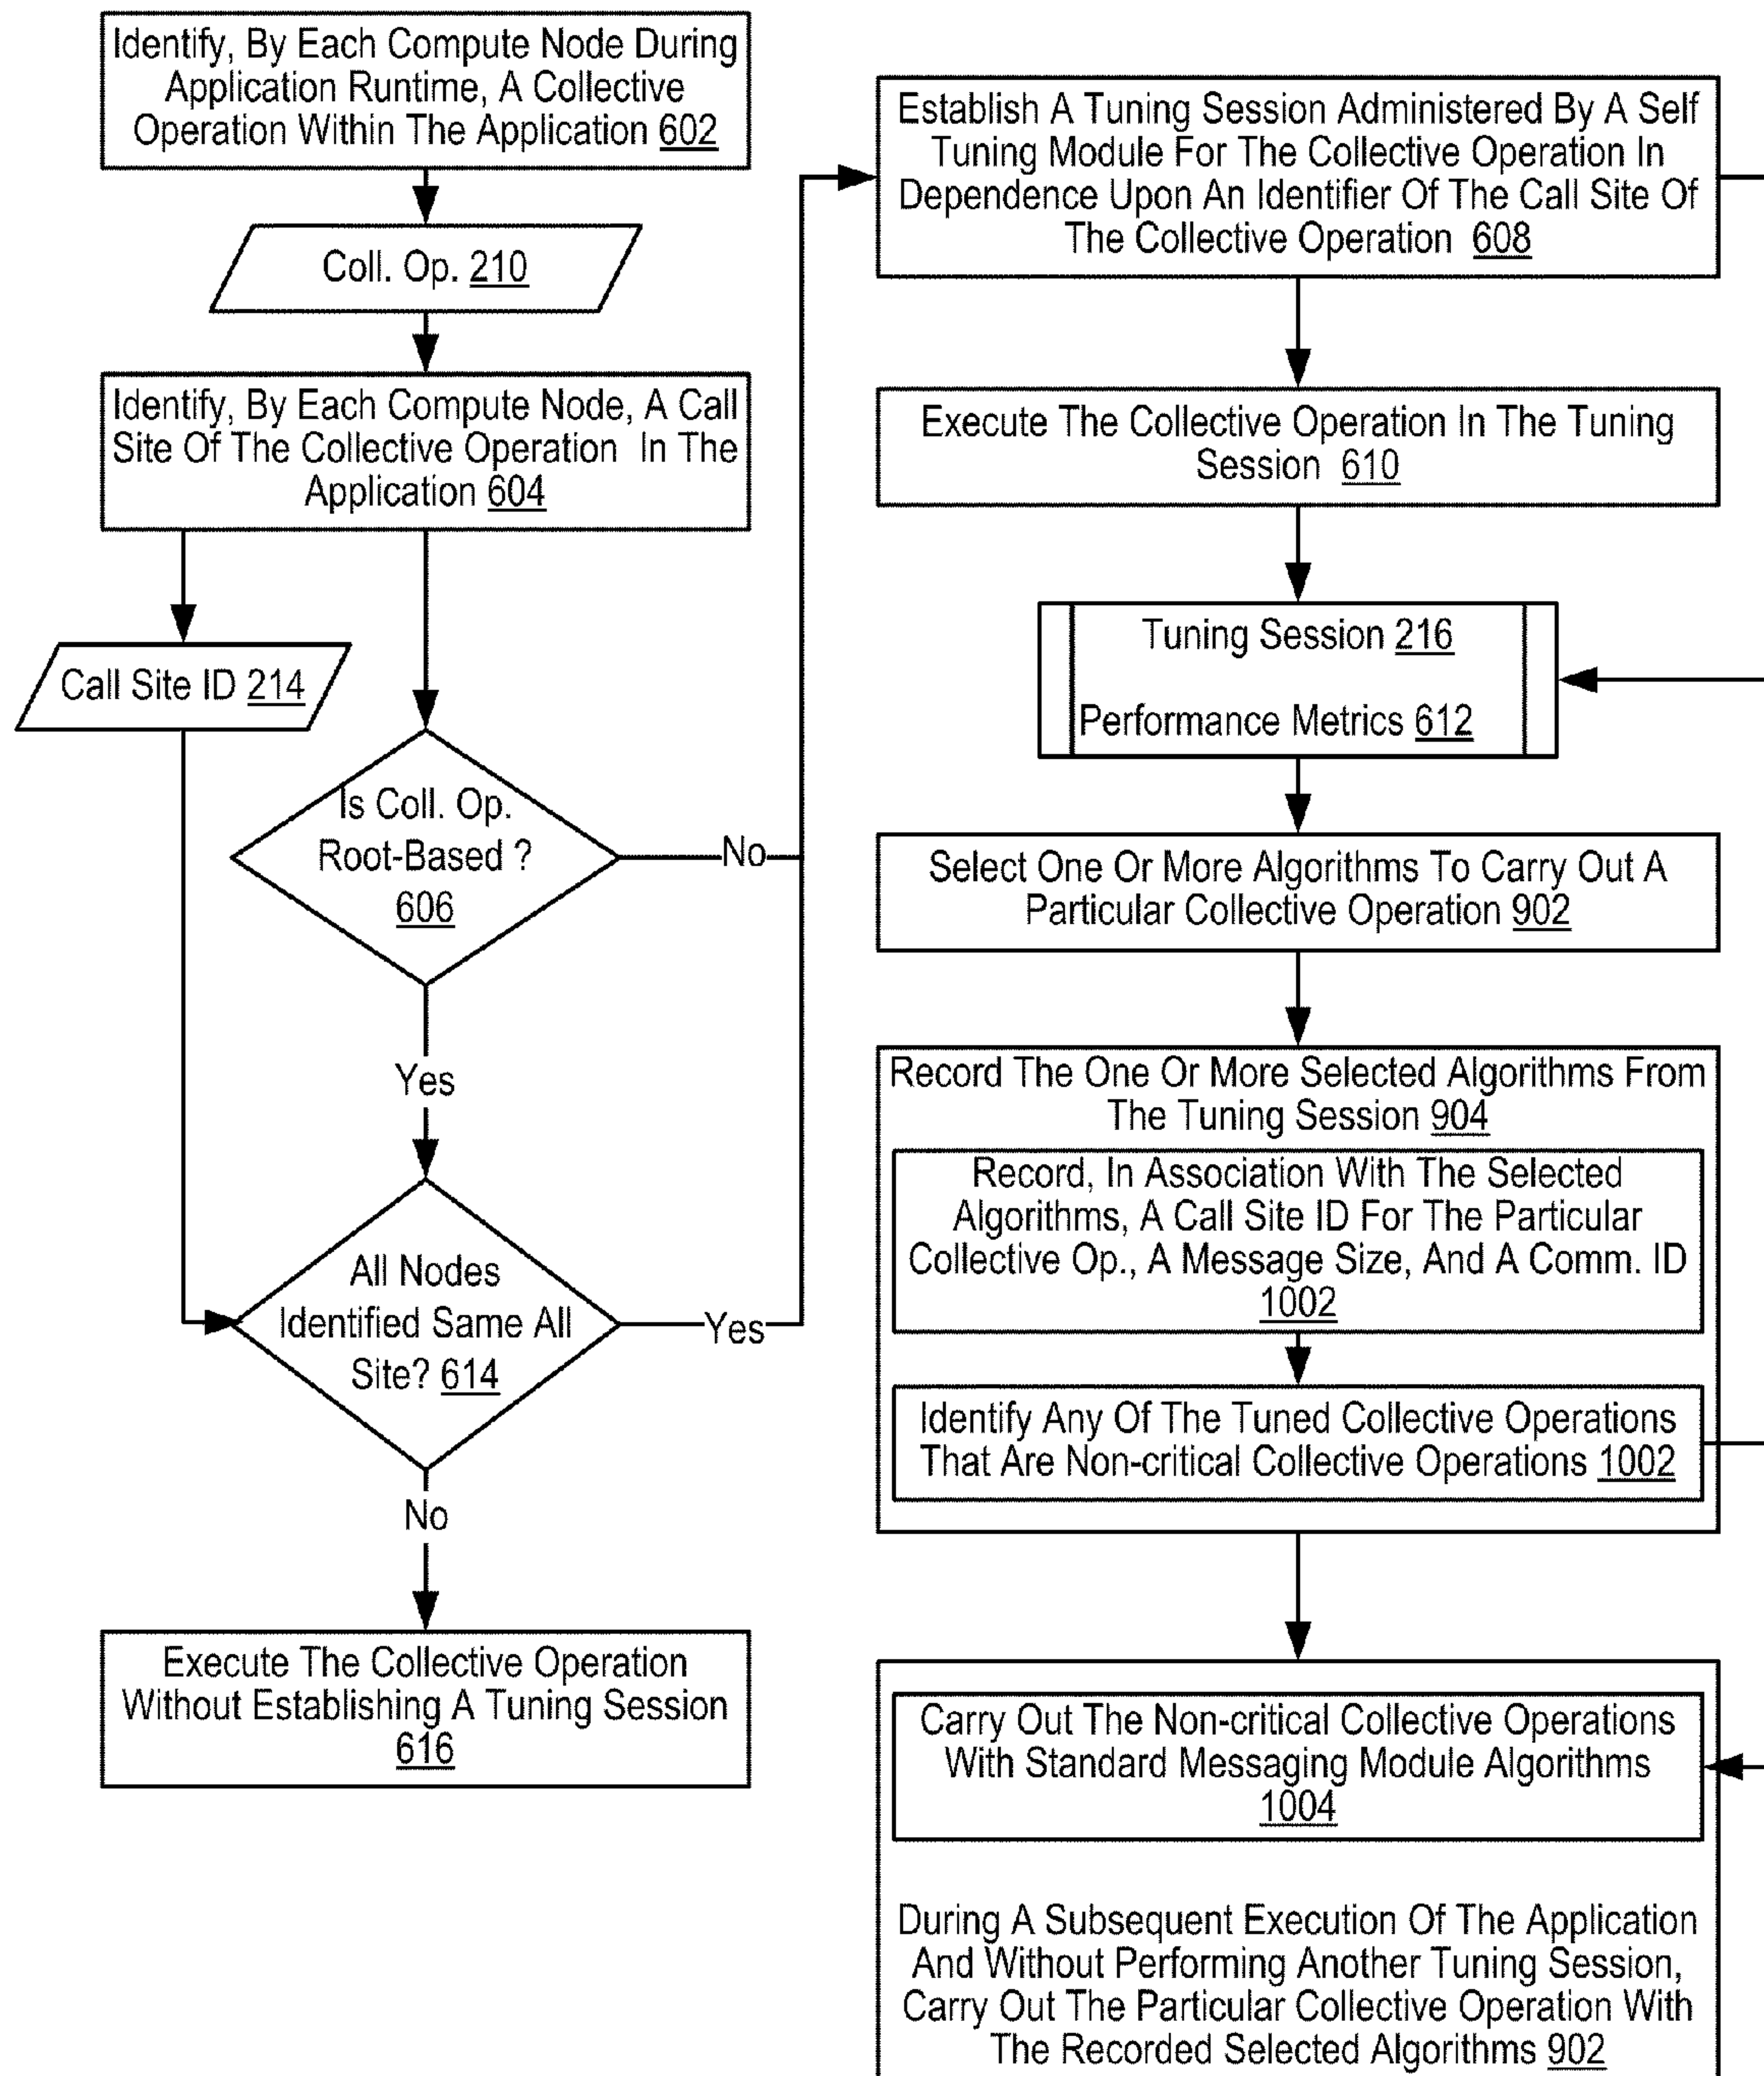 Identify, By Each Compute Node During
Application Runtime, A Collective
Operation Within The Application 602
Coll. Op. 210
Identify, By Each Compute Node, A Call
Site Of The Collective Operation In The
Application 604
Call Site ID 214
Is Coll. Op.
Root-Based ?
606
No
Yes
All Nodes
Identified Same All
Site? 614
Yes
No
Execute The Collective Operation
Without Establishing A Tuning Session
616
Establish A Tuning Session Administered By A Self
Tuning Module For The Collective Operation In
Dependence Upon An Identifier Of The Call Site Of
The Collective Operation 608
Execute The Collective Operation In The Tuning
Session 610
Tuning Session 216
Performance Metrics 612
Select One Or More Algorithms To Carry Out A
Particular Collective Operation 902
Record The One Or More Selected Algorithms From
The Tuning Session 904
Record, In Association With The Selected
Algorithms, A Call Site ID For The Particular
Collective Op., A Message Size, And A Comm. ID
1002
Identify Any Of The Tuned Collective Operations
That Are Non-critical Collective Operations 1002
Carry Out The Non-critical Collective Operations
With Standard Messaging Module Algorithms
1004
During A Subsequent Execution Of The Application
And Without Performing Another Tuning Session,
Carry Out The Particular Collective Operation With
The Recorded Selected Algorithms 902